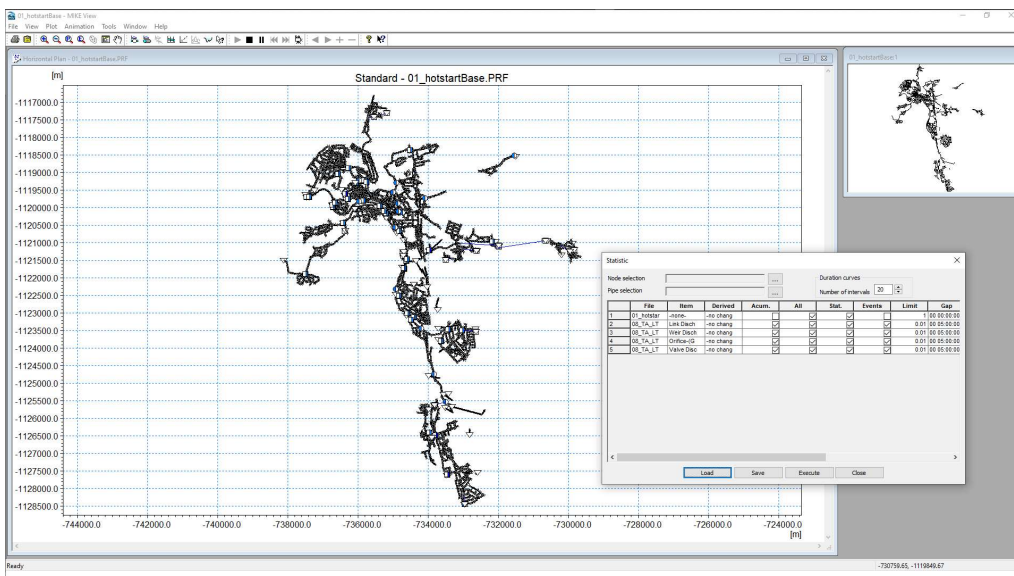 01_hotstartBase - MIKE View
File View Plot Animation Tools Window Help
Horizontal Plan - 01_hotstartBase.PRF
01_hotstartBase:1
[m]
Standard - 01_hotstartBase.PRF
-1117000.0
-1117500.0
-1118000.0
-1118500.0
-1119000.0
-1119500.0
-1120000.0
-1120500.0
-1121000.0
-1121500.0
-1122000.0
-1122500.0
-1123000.0
-1123500.0
-1124000.0
-1124500.0
-1125000.0
-1125500.0
-1126000.0
-1126500.0
-1127000.0
-1127500.0
-1128000.0
-1128500.0
-744000.0 -742000.0 -740000.0 -738000.0 -736000.0 -734000.0 -732000.0 -730000.0 -728000.0 -726000.0 -724000.0
[m]
Statistic
Node selection ... Duration curves
Pipe selection ... Number of intervals 20
File Item Derived Acum. All Stat. Events Limit Gap
1 01_hotstar -none- -no chang 1 00 00:00:00
2 08_TA_LT Link Disch -no chang 0.01 00 05:00:00
3 08_TA_LT Weir Disch -no chang 0.01 00 05:00:00
4 08_TA_LT Orifice-(G -no chang 0.01 00 05:00:00
5 08_TA_LT Valve Disc -no chang 0.01 00 05:00:00
Load Save Execute Close
Ready -730759.65, -1119849.67